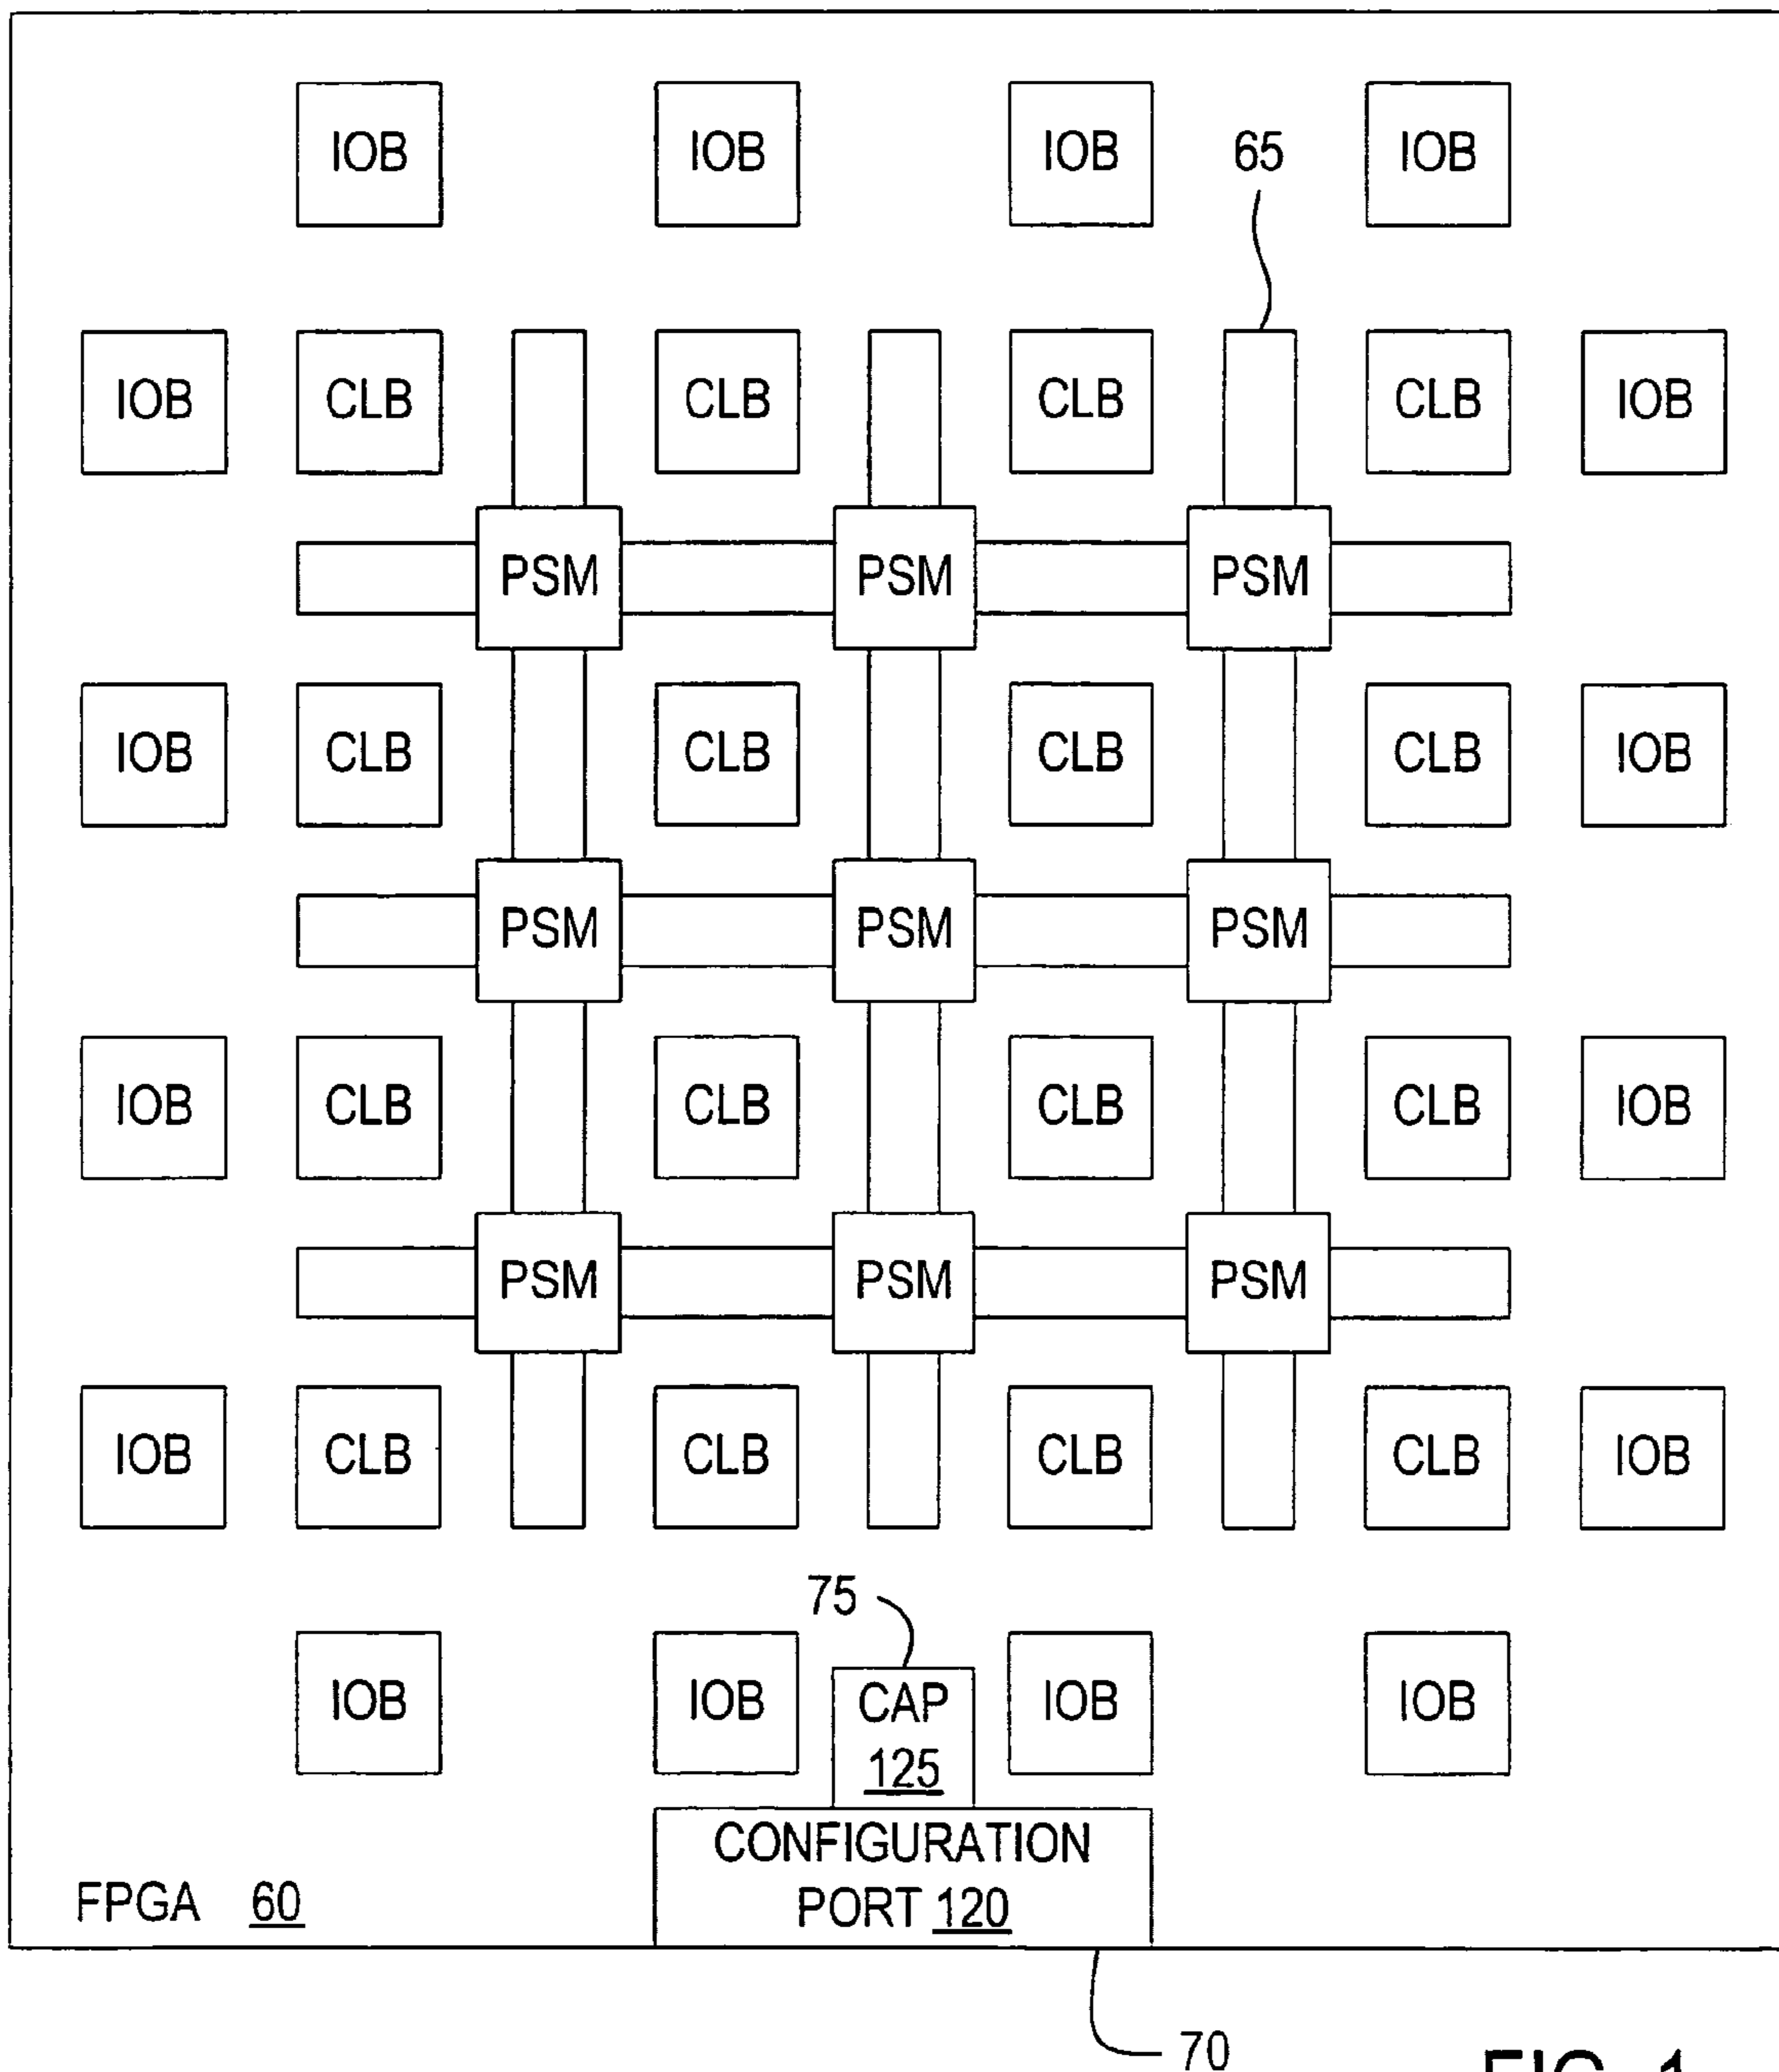 IOB IOB IOB 65 IOB
IOB CLB CLB CLB CLB IOB
PSM PSM PSM
IOB CLB CLB CLB CLB IOB
PSM PSM PSM
IOB CLB CLB CLB CLB IOB
PSM PSM PSM
IOB CLB CLB CLB CLB IOB
75
IOB IOB CAP IOB IOB
125
CONFIGURATION
FPGA 60 PORT 120
70
FIG. 1